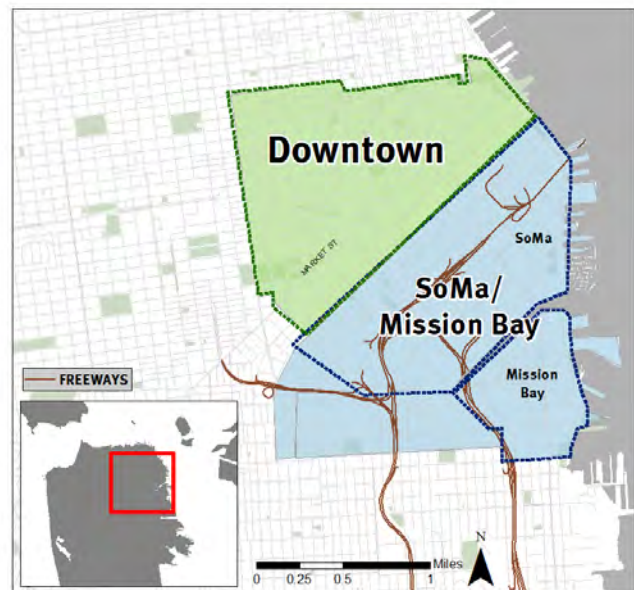 Downtown
MARKET ST
SoMa
SoMa/
Mission Bay
Mission
Bay
FREEWAYS
N
Miles
0 0.25 0.5 1